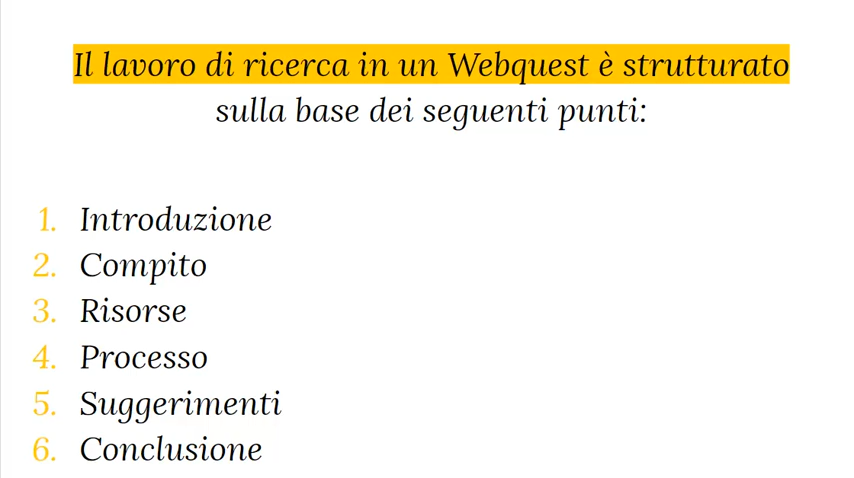 Il lavoro di ricerca in un Webquest è strutturato
sulla base dei seguenti punti:
1. Introduzione
2. Compito
3. Risorse
4. Processo
5. Suggerimenti
6. Conclusione